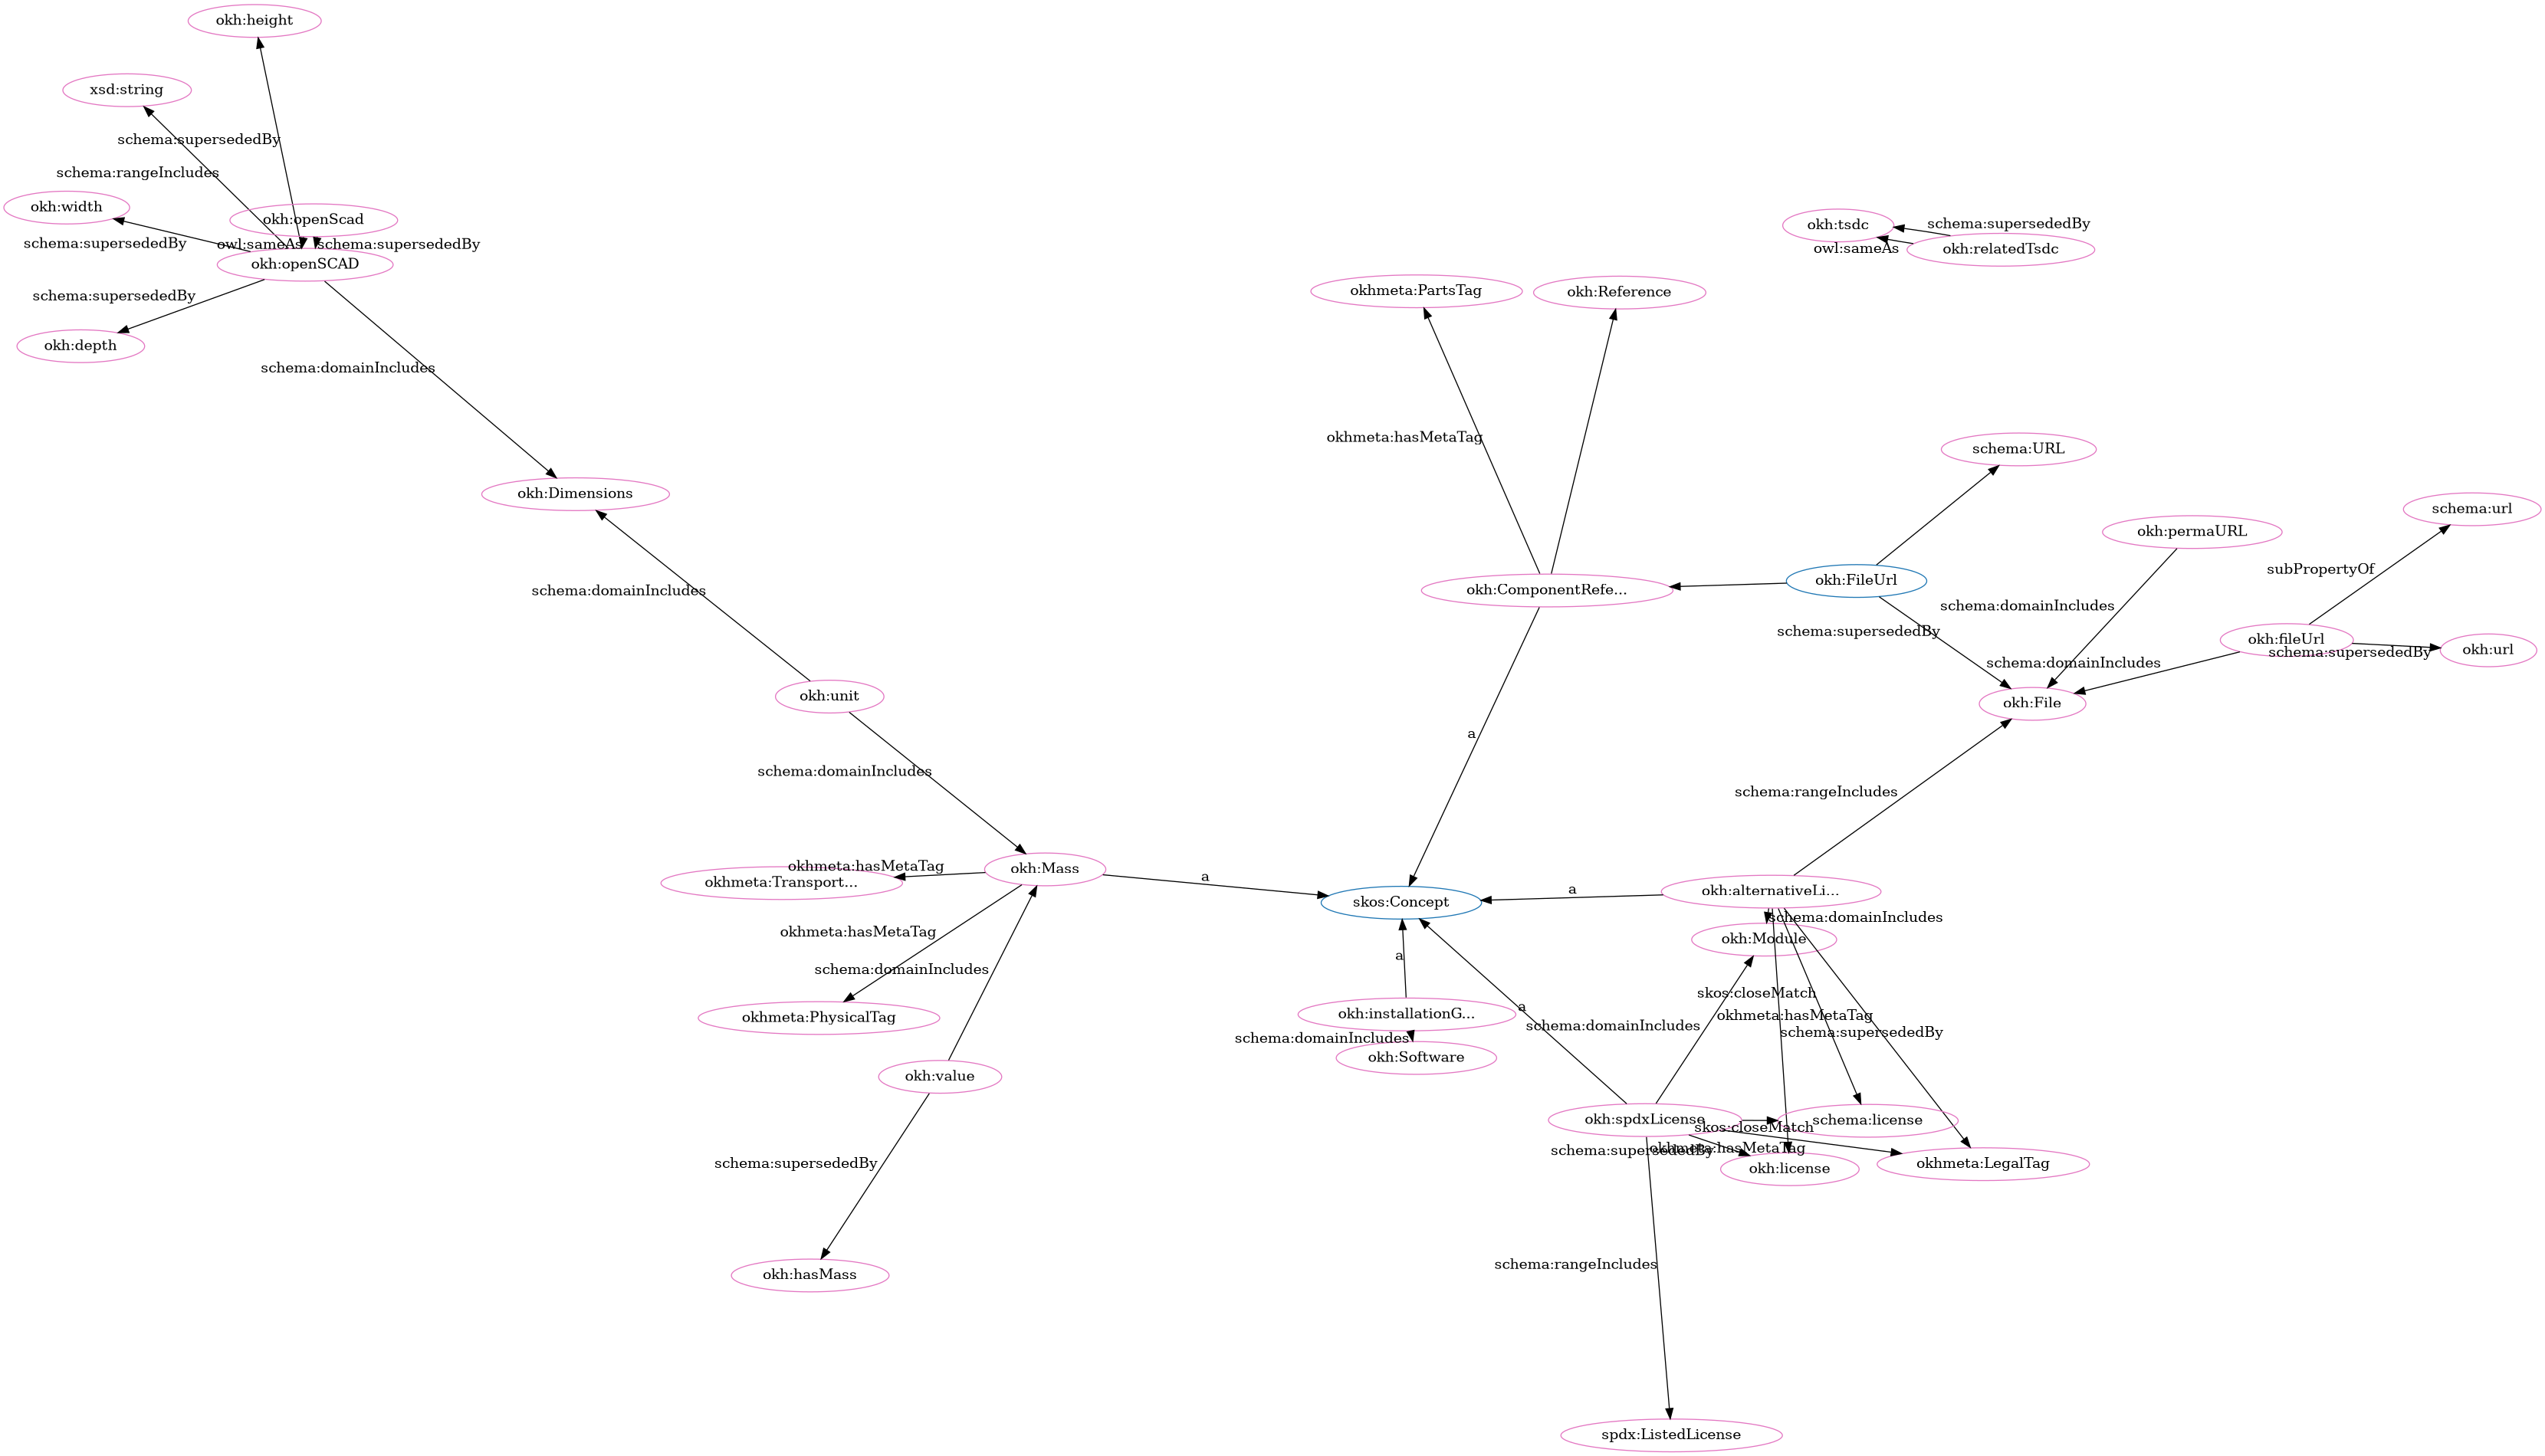 okh:height
xsd:string
schema:supersededBy
schema:rangeIncludes
okh:width
okh:openScad
schema:supersededBy
owl:sameAs
schema:supersededBy
okh:openSCAD
schema:supersededBy
okh:depth
schema:domainIncludes
okh:Dimensions
schema:domainIncludes
okh:unit
schema:domainIncludes
okhmeta:hasMetaTag
okh:Mass
okhmeta:Transport...
a
okhmeta:hasMetaTag
schema:domainIncludes
okhmeta:PhysicalTag
okh:value
schema:supersededBy
okh:hasMass
okh:tsdc
schema:supersededBy
owl:sameAs
okh:relatedTsdc
okhmeta:PartsTag
okh:Reference
okhmeta:hasMetaTag
schema:URL
schema:url
okh:permaURL
subPropertyOf
okh:FileUrl
okh:ComponentRefe...
schema:domainIncludes
schema:supersededBy
okh:fileUrl
schema:supersededBy
okh:url
schema:domainIncludes
okh:File
a
schema:rangeIncludes
skos:Concept
a
okh:alternativeLi...
schema:domainIncludes
okh:Module
a
skos:closeMatch
okh:installationG...
a
okhmeta:hasMetaTag
schema:domainIncludes
schema:supersededBy
schema:domainIncludes
okh:Software
okh:spdxLicense
schema:license
skos:closeMatch
okhmeta:hasMetaTag
schema:supersededBy
okh:license
okhmeta:LegalTag
schema:rangeIncludes
spdx:ListedLicense